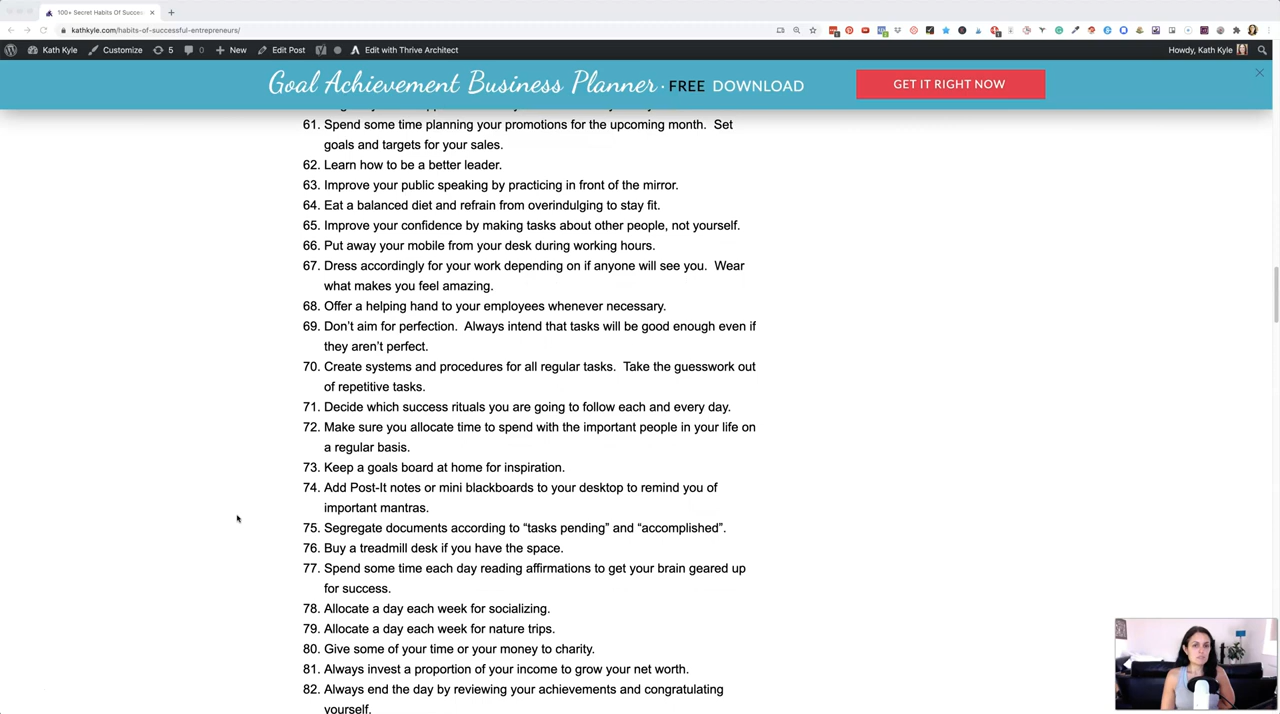 100+ Secret Habits Of Succes
kathkyle.com/habits-of-successful-entrepreneurs/
Kath Kyle Customize 5 0 New Edit Post Edit with Thrive Architect Howdy, Kath Kyle
Goal Achievement Business Planner · FREE DOWNLOAD GET IT RIGHT NOW
61. Spend some time planning your promotions for the upcoming month. Set
goals and targets for your sales.
62. Learn how to be a better leader.
63. Improve your public speaking by practicing in front of the mirror.
64. Eat a balanced diet and refrain from overindulging to stay fit.
65. Improve your confidence by making tasks about other people, not yourself.
66. Put away your mobile from your desk during working hours.
67. Dress accordingly for your work depending on if anyone will see you. Wear
what makes you feel amazing.
68. Offer a helping hand to your employees whenever necessary.
69. Don’t aim for perfection. Always intend that tasks will be good enough even if
they aren’t perfect.
70. Create systems and procedures for all regular tasks. Take the guesswork out
of repetitive tasks.
71. Decide which success rituals you are going to follow each and every day.
72. Make sure you allocate time to spend with the important people in your life on
a regular basis.
73. Keep a goals board at home for inspiration.
74. Add Post-It notes or mini blackboards to your desktop to remind you of
important mantras.
75. Segregate documents according to “tasks pending” and “accomplished”.
76. Buy a treadmill desk if you have the space.
77. Spend some time each day reading affirmations to get your brain geared up
for success.
78. Allocate a day each week for socializing.
79. Allocate a day each week for nature trips.
80. Give some of your time or your money to charity.
81. Always invest a proportion of your income to grow your net worth.
82. Always end the day by reviewing your achievements and congratulating
yourself.